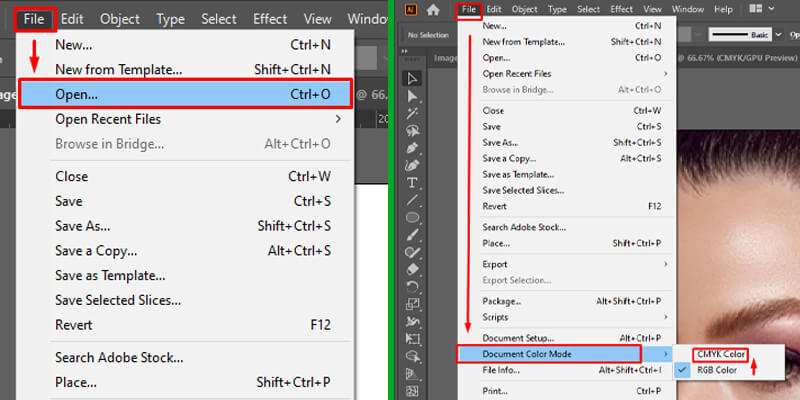 File Edit Object Type Select Effect View Window
New... Ctrl+N
New from Template... Shift+Ctrl+N
Open... Ctrl+O
Open Recent Files
Browse in Bridge... Alt+Ctrl+O
Close Ctrl+W
Save Ctrl+S
Save As... Shift+Ctrl+S
Save a Copy... Alt+Ctrl+S
Save as Template...
Save Selected Slices...
Revert F12
Search Adobe Stock...
Place... Shift+Ctrl+P
@ 66.
Ai
File Edit Object Type Select Effect View Window Help
No Selection
Basic
Image
@ 66.67% (CMYK/GPU Preview)
New... Ctrl+N
New from Template... Shift+Ctrl+N
Open... Ctrl+O
Open Recent Files
Browse in Bridge... Alt+Ctrl+O
Close Ctrl+W
Save Ctrl+S
Save As... Shift+Ctrl+S
Save a Copy... Alt+Ctrl+S
Save as Template...
Save Selected Slices...
Revert F12
Search Adobe Stock...
Place... Shift+Ctrl+P
Export
Export Selection...
Package... Alt+Shift+Ctrl+P
Scripts
Document Setup... Alt+Ctrl+P
Document Color Mode
CMYK Color
File Info... Alt+Shift+Ctrl+I
RGB Color
Print... Ctrl+P